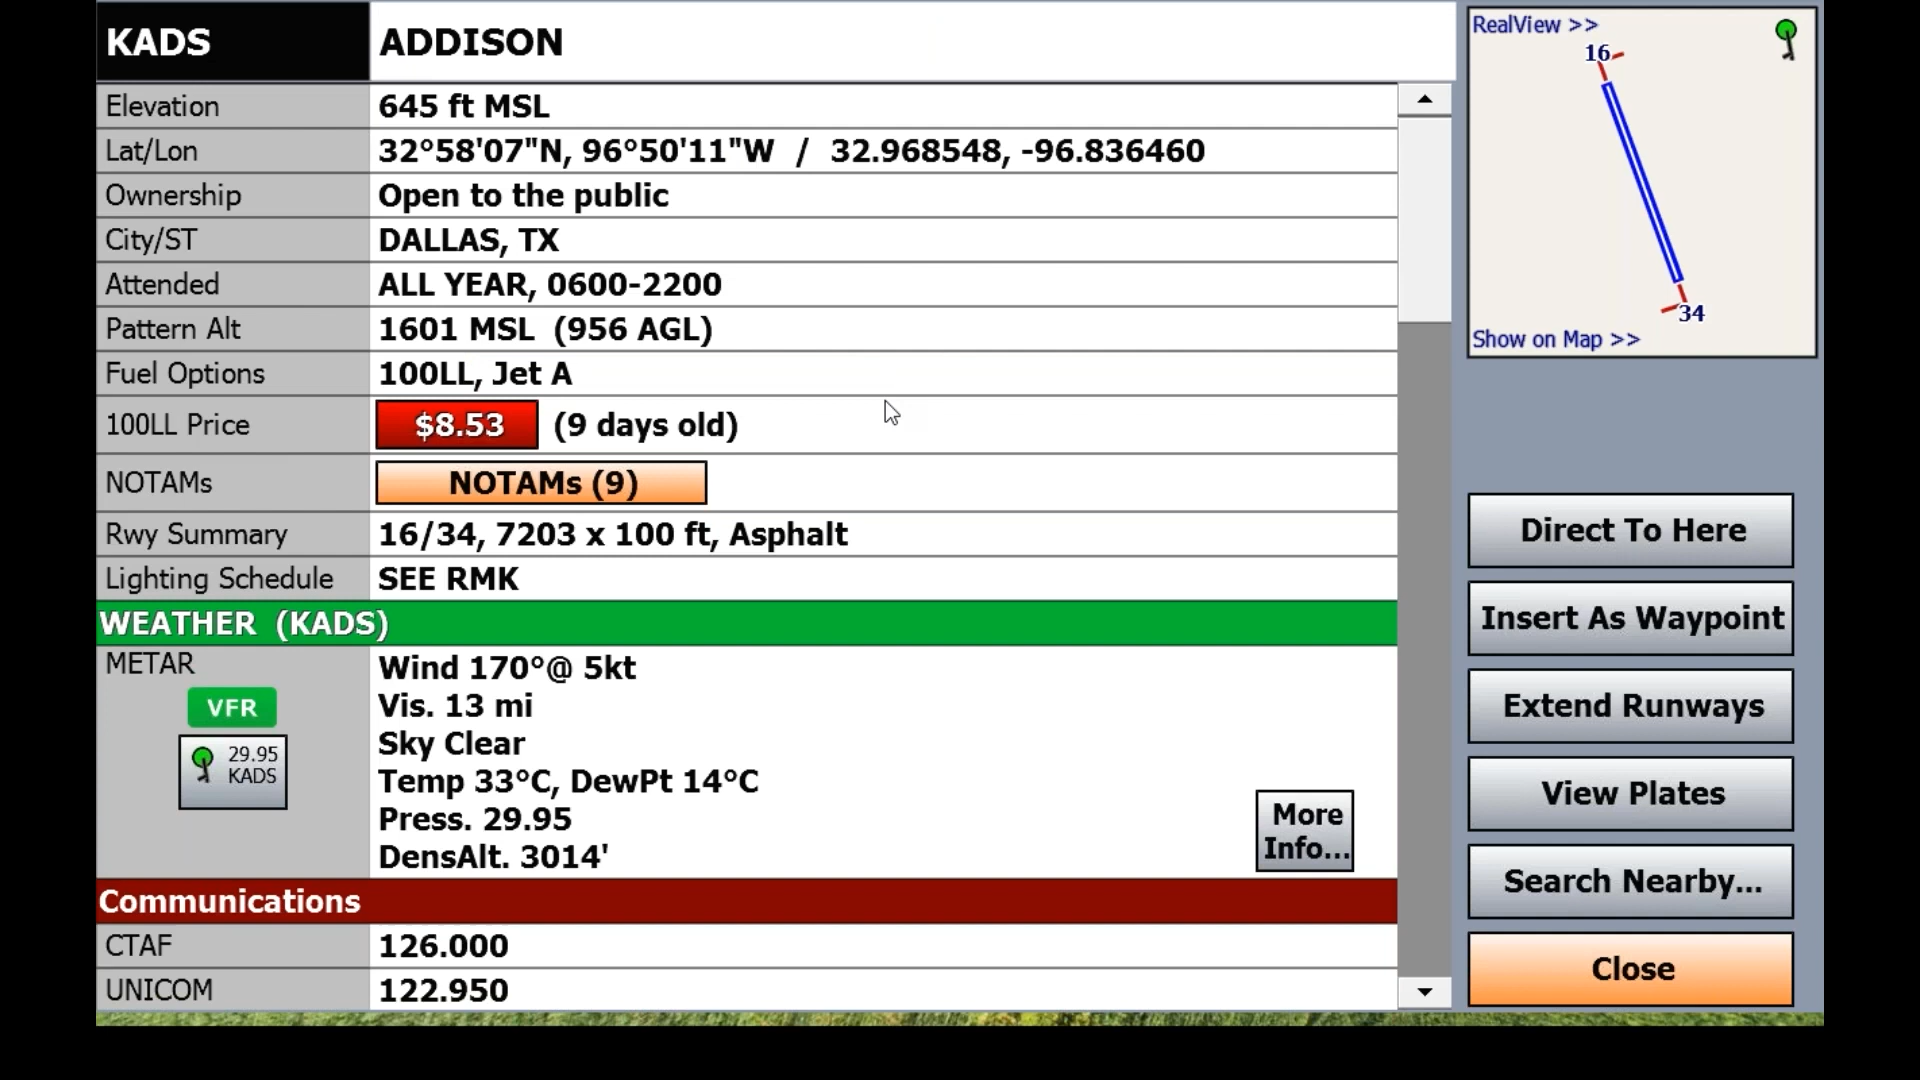 KADS ADDISON
Elevation 645 ft MSL
Lat/Lon 32°58'07"N, 96°50'11"W / 32.968548, -96.836460
Ownership Open to the public
City/ST DALLAS, TX
Attended ALL YEAR, 0600-2200
Pattern Alt 1601 MSL (956 AGL)
Fuel Options 100LL, Jet A
100LL Price $8.53 (9 days old)
NOTAMs NOTAMs (9)
Rwy Summary 16/34, 7203 x 100 ft, Asphalt
Lighting Schedule SEE RMK
WEATHER (KADS)
METAR
VFR
29.95
KADS
Wind 170°@ 5kt
Vis. 13 mi
Sky Clear
Temp 33°C, DewPt 14°C
Press. 29.95
DensAlt. 3014'
More
Info...
Communications
CTAF 126.000
UNICOM 122.950
RealView >>
16
34
Show on Map >>
Direct To Here
Insert As Waypoint
Extend Runways
View Plates
Search Nearby...
Close